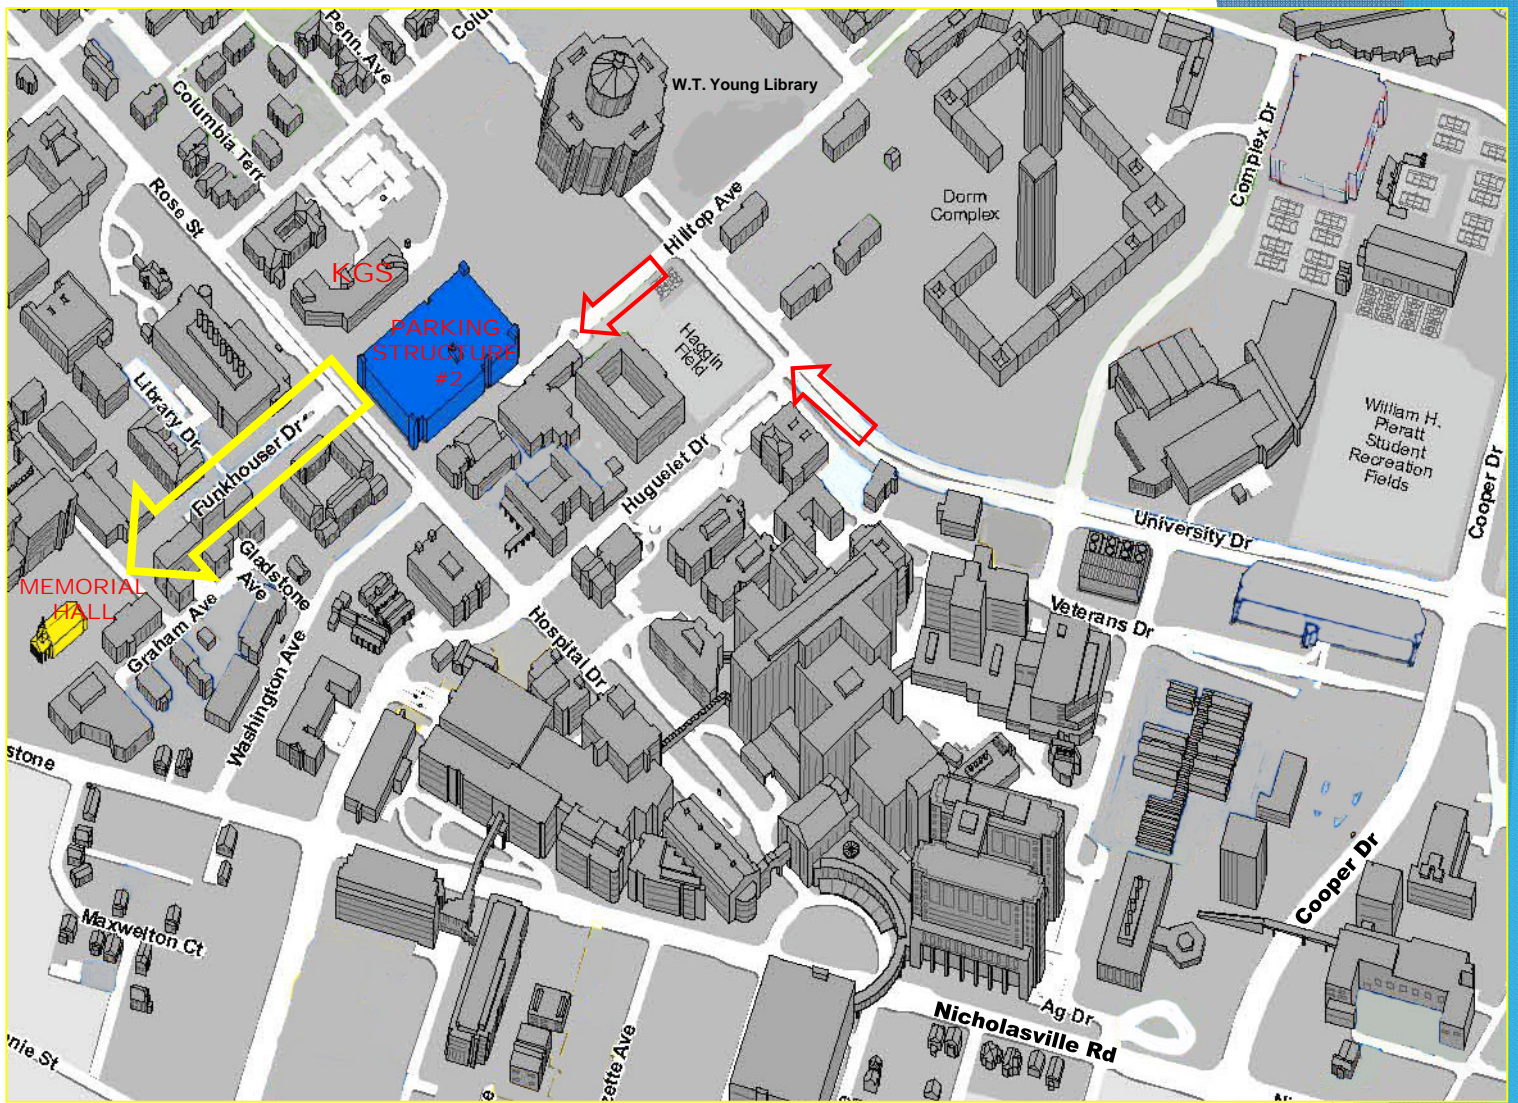 Penn Ave
Colu
Columbia Terr
W.T. Young Library
Complex Dr
Rose St
Hilltop Ave
Dorm
Complex
KGS
PARKING
STRUCTURE
#2
Haggin
Field
Library Dr
Funkhouser Dr
Huguelet Dr
William H.
Pieratt
Student
Recreation
Fields
Cooper Dr
University Dr
Gladstone
Ave
MEMORIAL
HALL
Graham Ave
Veterans Dr
Hospital Dr
Washington Ave
stone
Cooper Dr
Maxwelton Ct
Ag Dr
Nicholasville Rd
nie St
zette Ave
e
e
Ni